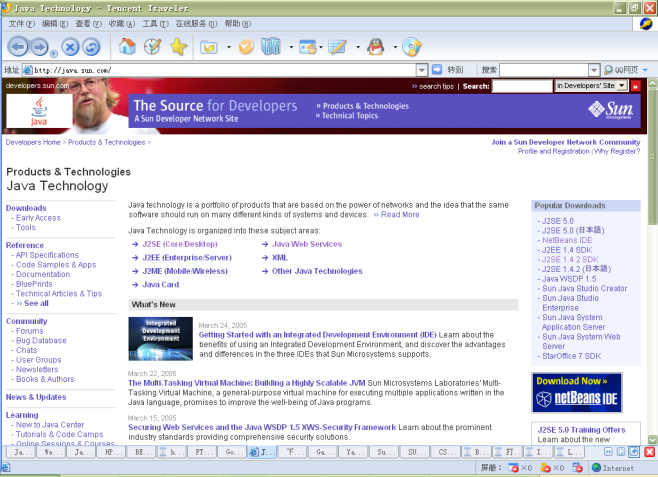 Java Technology - Tencent Traveler
文件(F) 编辑(E) 查看(V) 收藏(A) 工具(T) 在线服务(O) 帮助(H)
地址 http://java.sun.com/ 转到 搜索 QQ网页
developers.sun.com
» search tips | Search: in Developers' Site
Java
The Source for Developers
A Sun Developer Network Site
» Products & Technologies
» Technical Topics
Sun
microsystems
Developers Home > Products & Technologies >
Join a Sun Developer Network Community
Profile and Registration | Why Register?
Products & Technologies
Java Technology
Downloads
- Early Access
- Tools
Reference
- API Specifications
- Code Samples & Apps
- Documentation
- BluePrints
- Technical Articles & Tips
- » See all
Community
- Forums
- Bug Database
- Chats
- User Groups
- Newsletters
- Books & Authors
News & Updates
Learning
- New to Java Center
- Tutorials & Code Camps
- Online Sessions & Courses
Java technology is a portfolio of products that are based on the power of networks and the idea that the same
software should run on many different kinds of systems and devices. » Read More
Java Technology is organized into these subject areas:
→ J2SE (Core/Desktop)
→ J2EE (Enterprise/Server)
→ J2ME (Mobile/Wireless)
→ Java Card
→ Java Web Services
→ XML
→ Other Java Technologies
What's New
Integrated
Development
Environment
March 24, 2005
Getting Started with an Integrated Development Environment (IDE) Learn about the
benefits of using an Integrated Development Environment, and discover the advantages
and differences in the three IDEs that Sun Microsystems supports.
March 22, 2005
The Multi-Tasking Virtual Machine: Building a Highly Scalable JVM Sun Microsystems Laboratories' Multi-
Tasking Virtual Machine, a general-purpose virtual machine for executing multiple applications written in the
Java language, promises to improve the well-being of Java programs.
March 15, 2005
Securing Web Services and the Java WSDP 1.5 XWS-Security Framework Learn about the prominent
industry standards providing comprehensive security solutions.
Popular Downloads
- J2SE 5.0
- J2SE 5.0 (日本語)
- NetBeans IDE
- J2EE 1.4 SDK
- J2SE 1.4.2 SDK
- J2SE 1.4.2 (日本語)
- Java WSDP 1.5
- Sun Java Studio Creator
- Sun Java Studio
Enterprise
- Sun Java System
Application Server
- Sun Java System Web
Server
- StarOffice 7 SDK
Download Now »
netBeans IDE
J2SE 5.0 Training Offers
Learn about the new
Ja... We... Ja... HP... BE... h... PT... Go... J... 下... Ga... Ya... Su... SU... CS... B... 打 I... L...
屏蔽: ×0 ×0 Internet